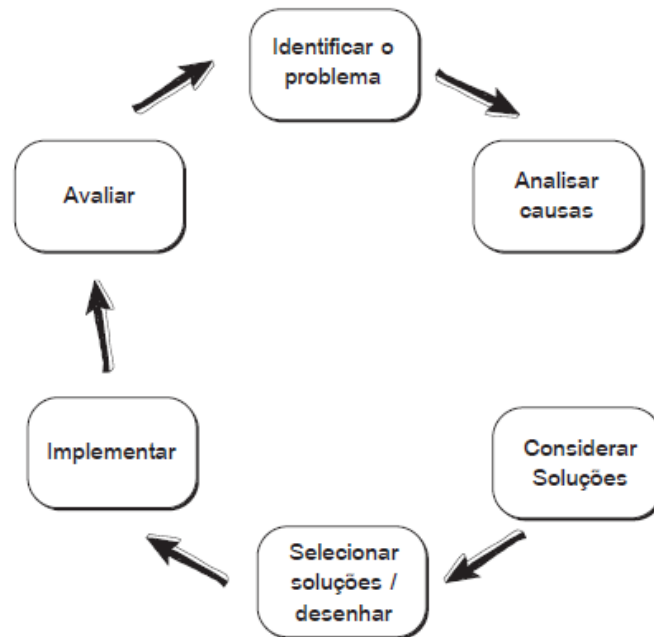 Identificar o
problema
Analisar
causas
Considerar
Soluções
Selecionar
soluções /
desenhar
Implementar
Avaliar